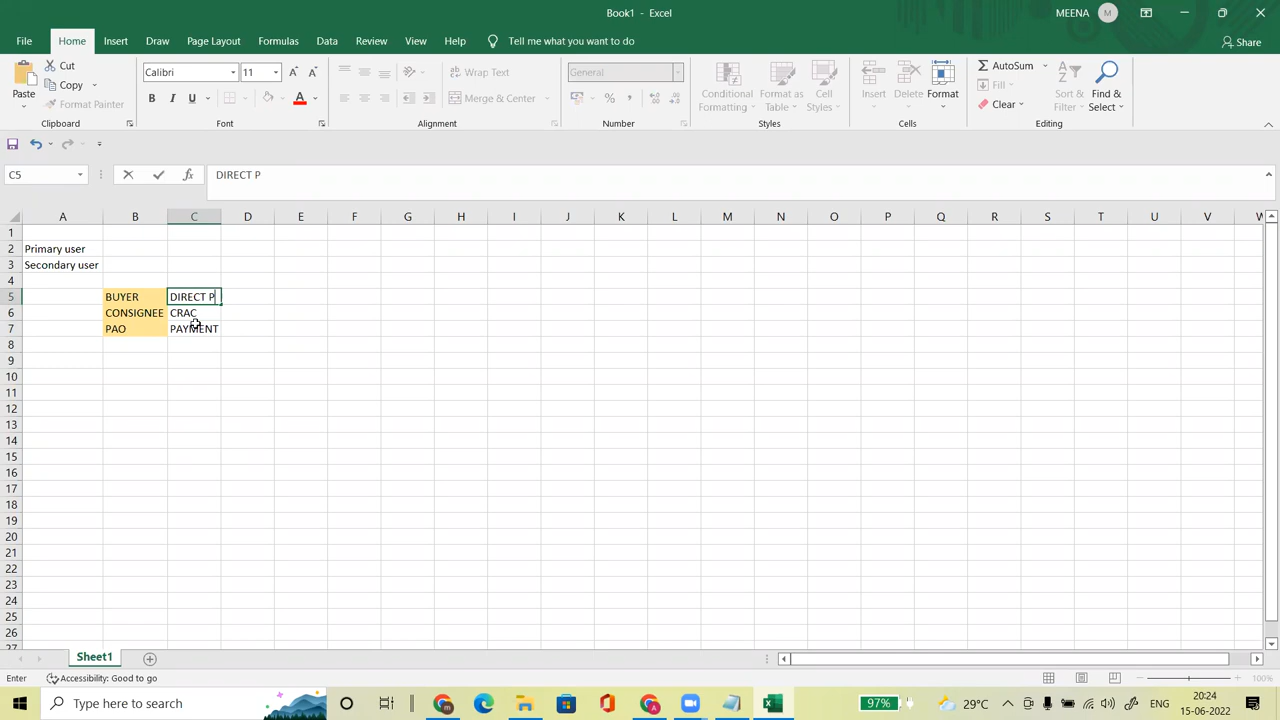 Book1 - Excel
MEENA M
File Home Insert Draw Page Layout Formulas Data Review View Help Tell me what you want to do Share
Paste
Cut
Copy
Format Painter
Calibri 11
B I U A
Wrap Text
Merge & Center
General
% ,
Conditional Formatting
Format as Table
Cell Styles
Insert Delete Format
AutoSum
Fill
Clear
Sort & Filter
Find & Select
Clipboard Font Alignment Number Styles Cells Editing
C5 fx DIRECT P
A B C D E F G H I J K L M N O P Q R S T U V W
1
2 Primary user
3 Secondary user
4
5 BUYER DIRECT P
6 CONSIGNEE CRAC
7 PAO PAYMENT
8
9
10
11
12
13
14
15
16
17
18
19
20
21
22
23
24
25
26
27
Sheet1
Enter Accessibility: Good to go 100%
Type here to search
97% 29°C ENG 20:24
15-06-2022